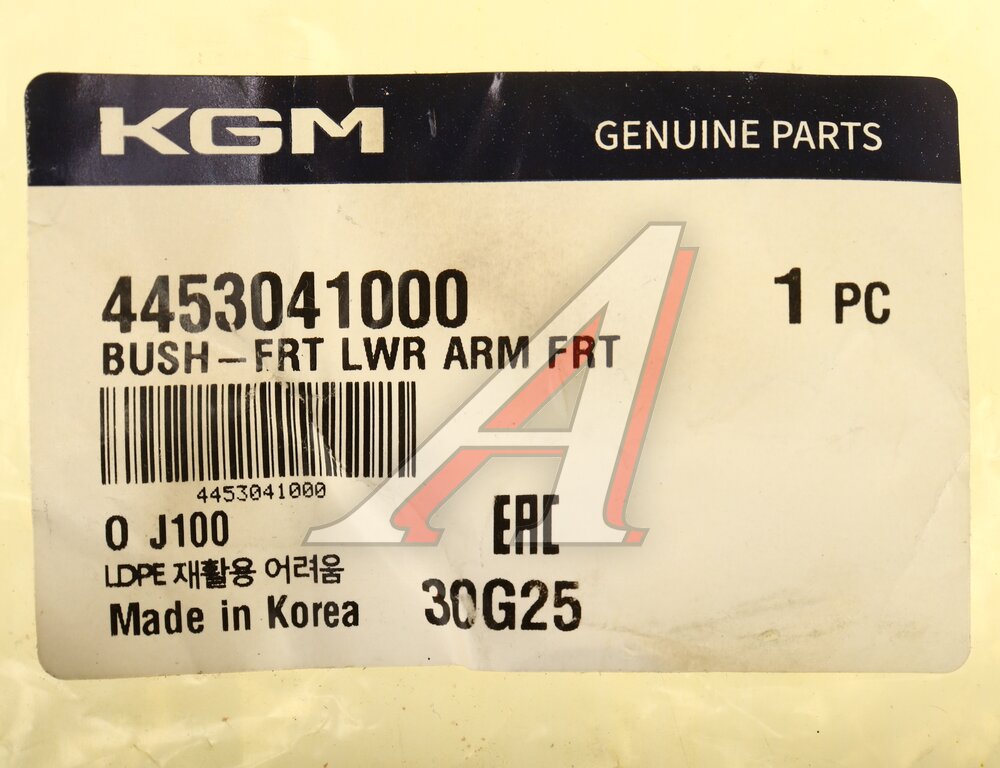 KGM
GENUINE PARTS
4453041000
1 PC
BUSH-FRT LWR ARM FRT
4453041000
O J100
EAC
LDPE 재활용 어려움
Made in Korea
30G25
A